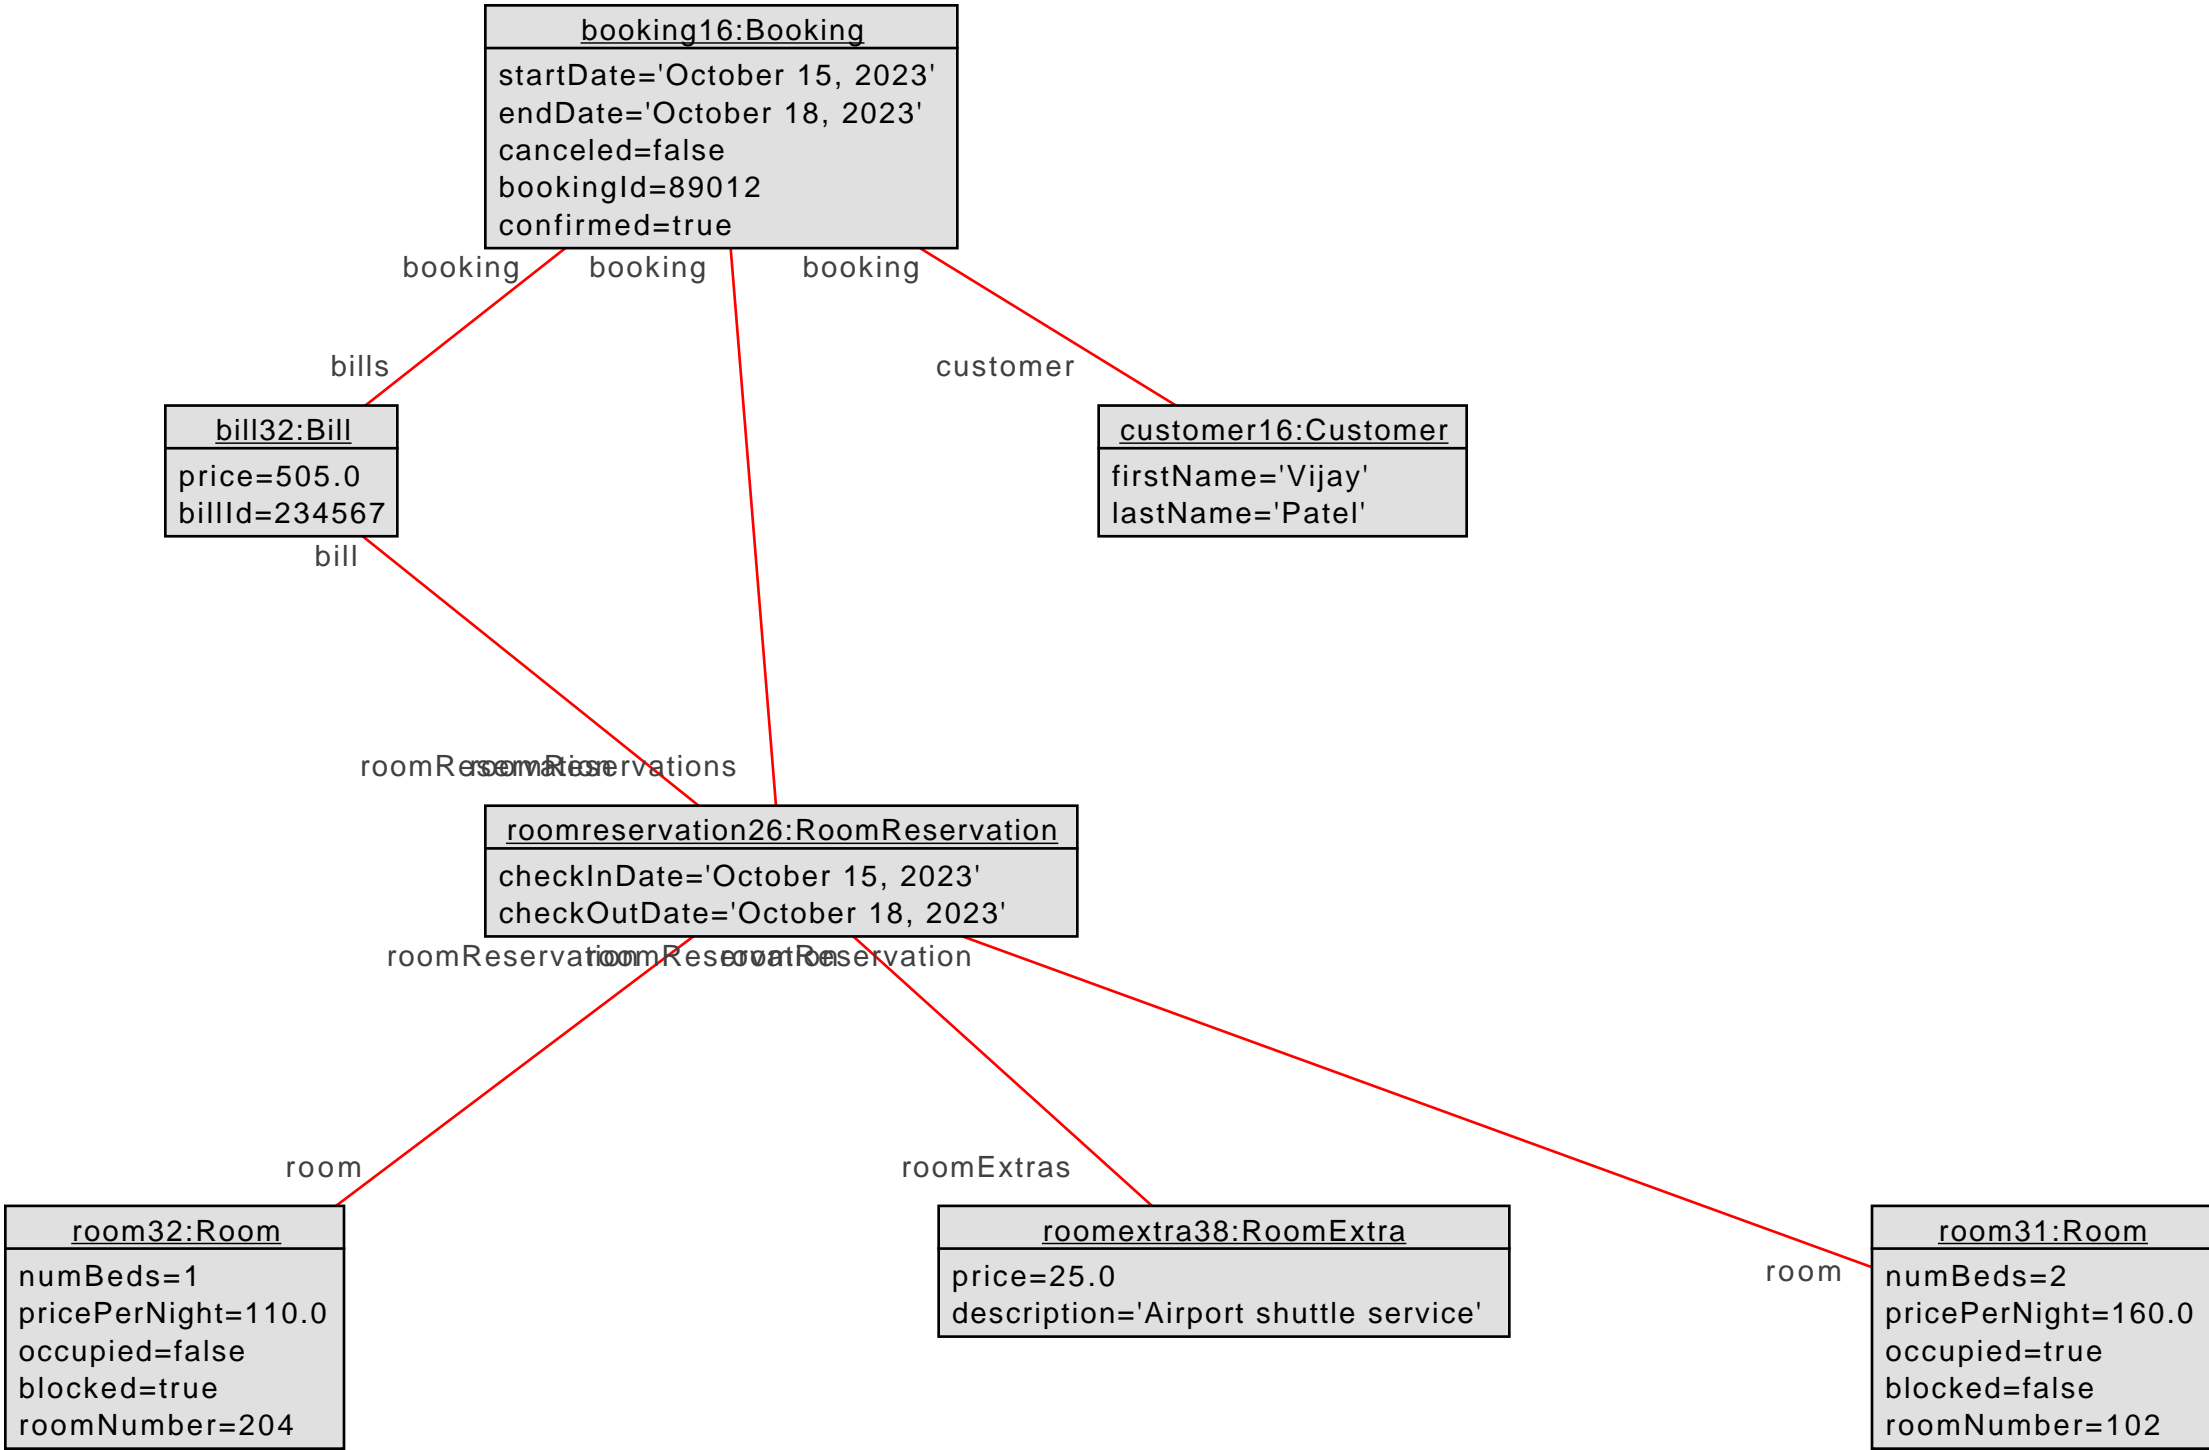 booking16:Booking
startDate='October 15, 2023'
endDate='October 18, 2023'
canceled=false
bookingId=89012
confirmed=true
booking
booking
booking
bills
customer
bill32:Bill
price=505.0
billId=234567
customer16:Customer
firstName='Vijay'
lastName='Patel'
bill
roomReservation
roomReservations
roomreservation26:RoomReservation
checkInDate='October 15, 2023'
checkOutDate='October 18, 2023'
roomReservation
roomReservation
roomReservation
room
roomExtras
room
room32:Room
numBeds=1
pricePerNight=110.0
occupied=false
blocked=true
roomNumber=204
roomextra38:RoomExtra
price=25.0
description='Airport shuttle service'
room31:Room
numBeds=2
pricePerNight=160.0
occupied=true
blocked=false
roomNumber=102